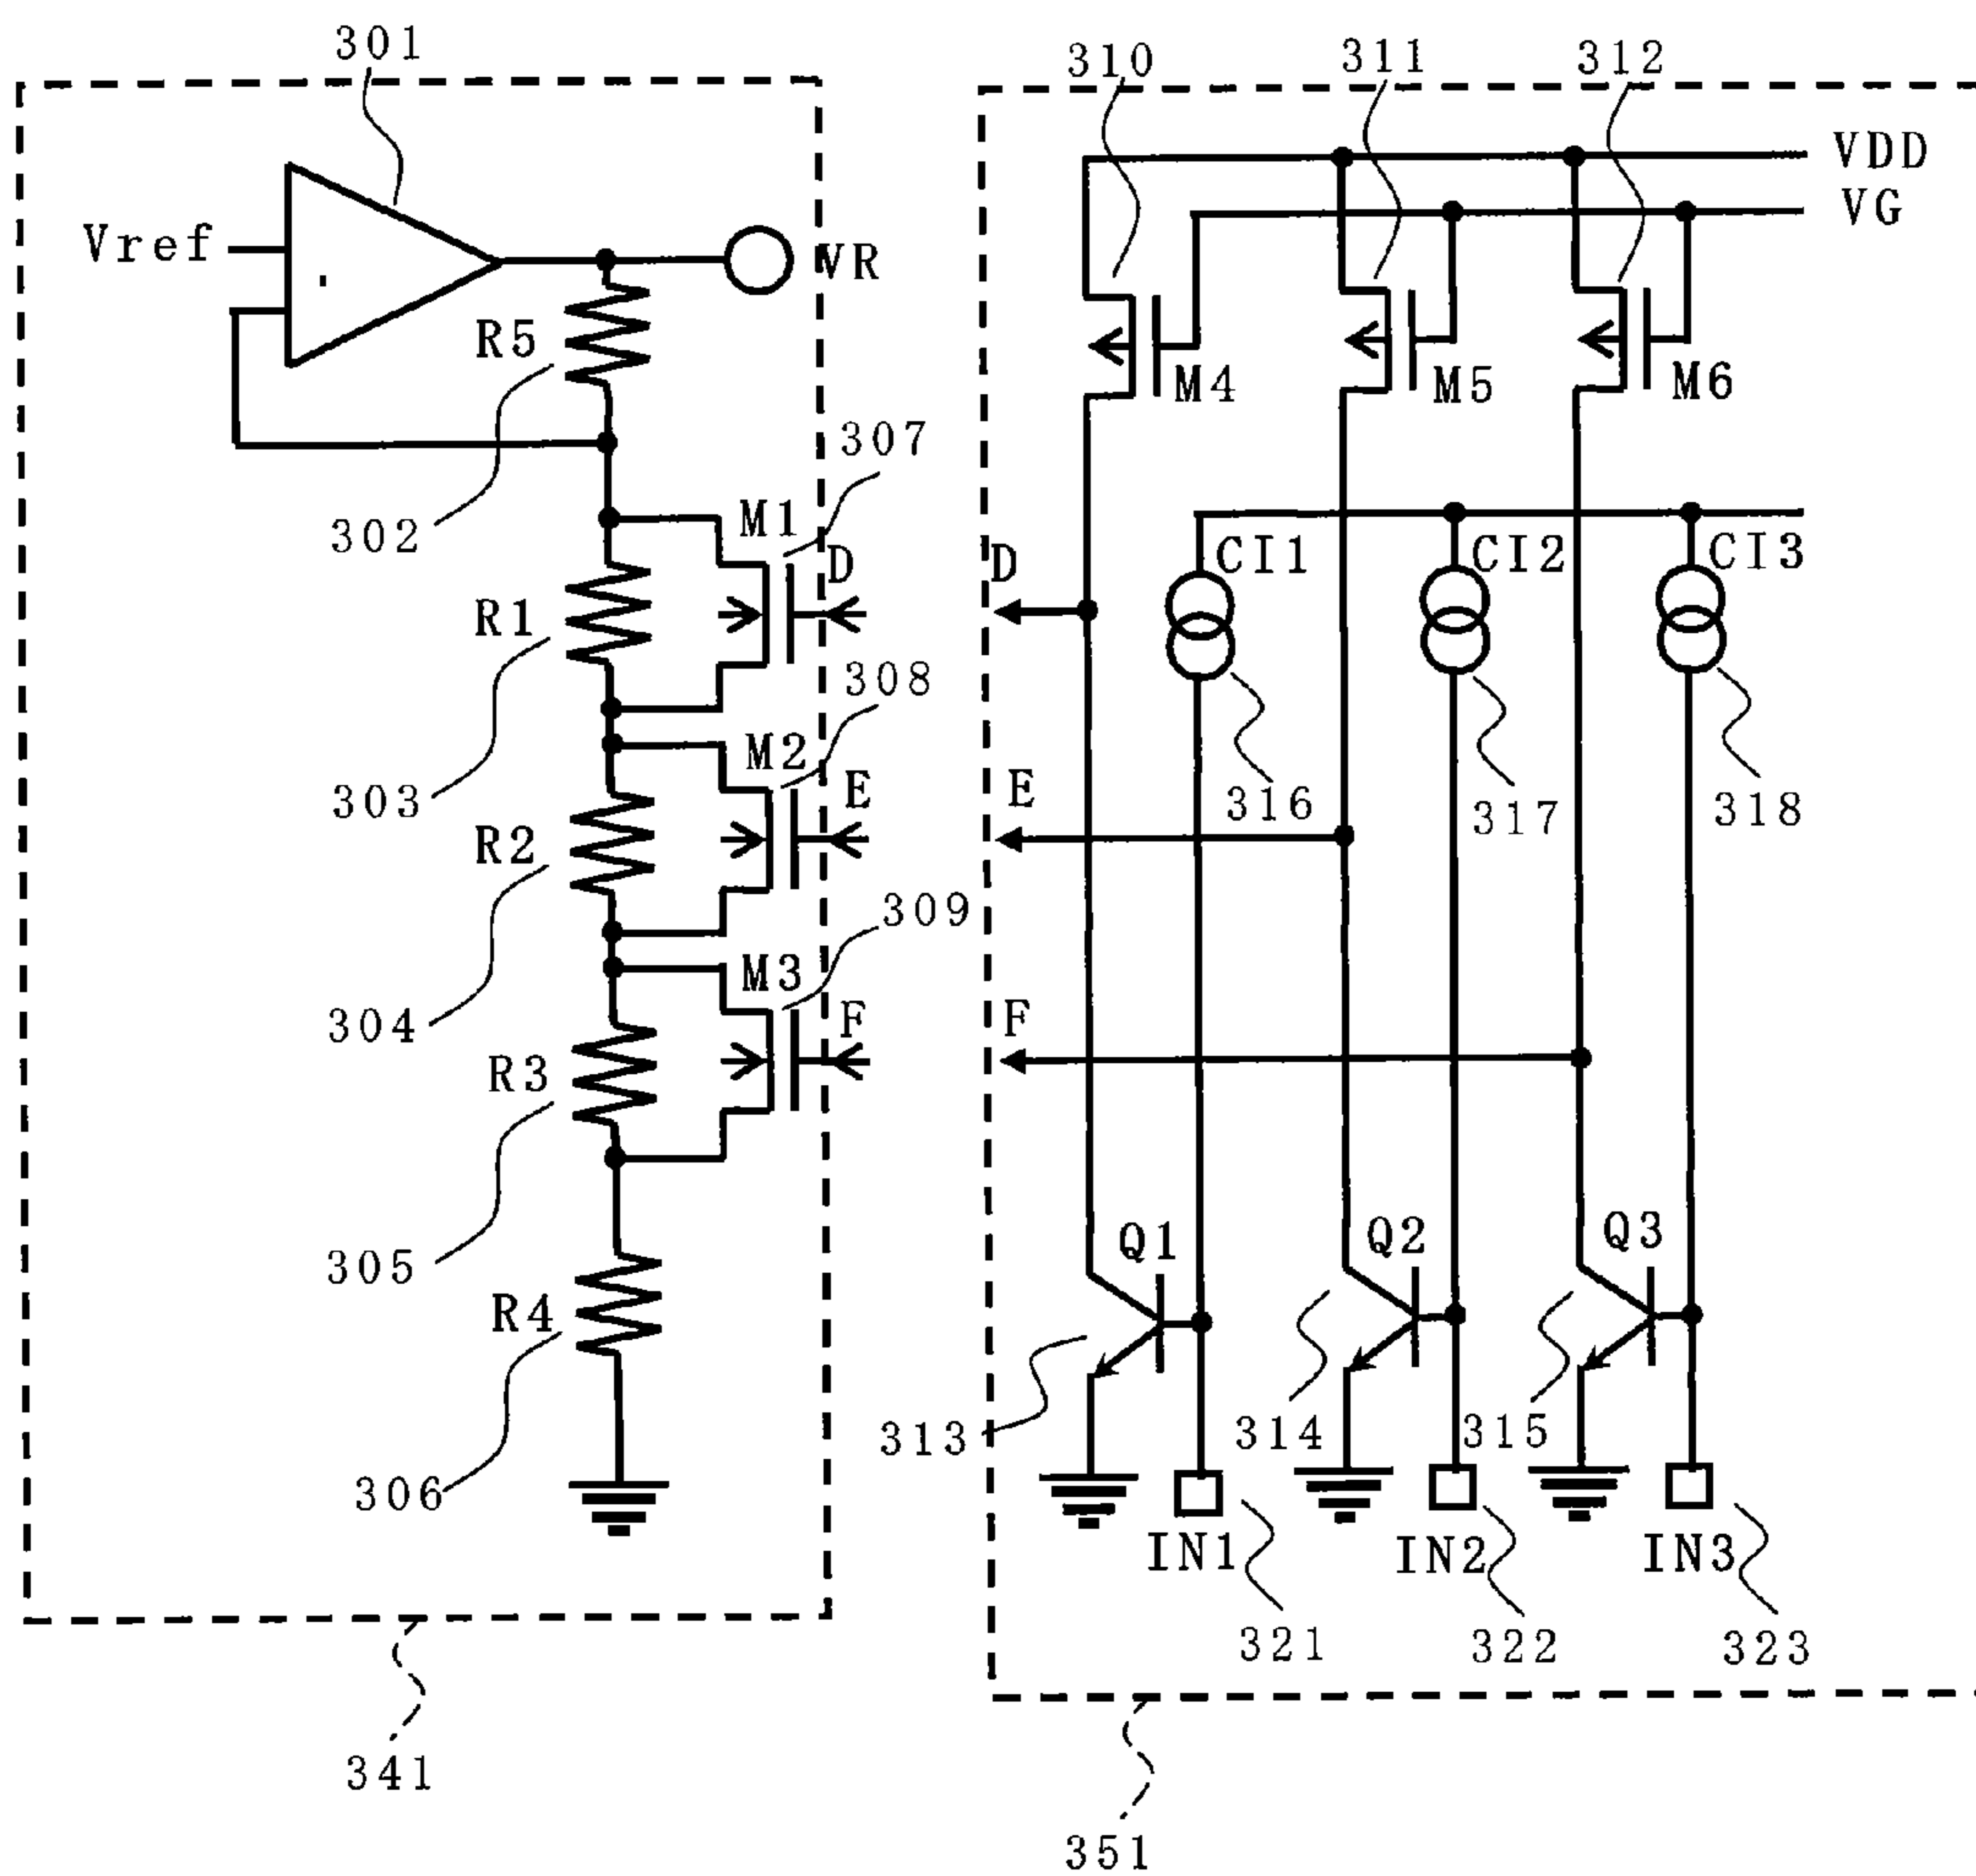 301
310
311
312
VDD
VG
Vref
VR
R5
302
M4
M5
M6
307
M1
D
D
CI1
CI2
CI3
R1
303
308
M2
E
E
316
317
318
R2
304
309
M3
F
F
R3
305
Q1
Q2
Q3
R4
306
313
314
315
IN1
IN2
IN3
321
322
323
341
351